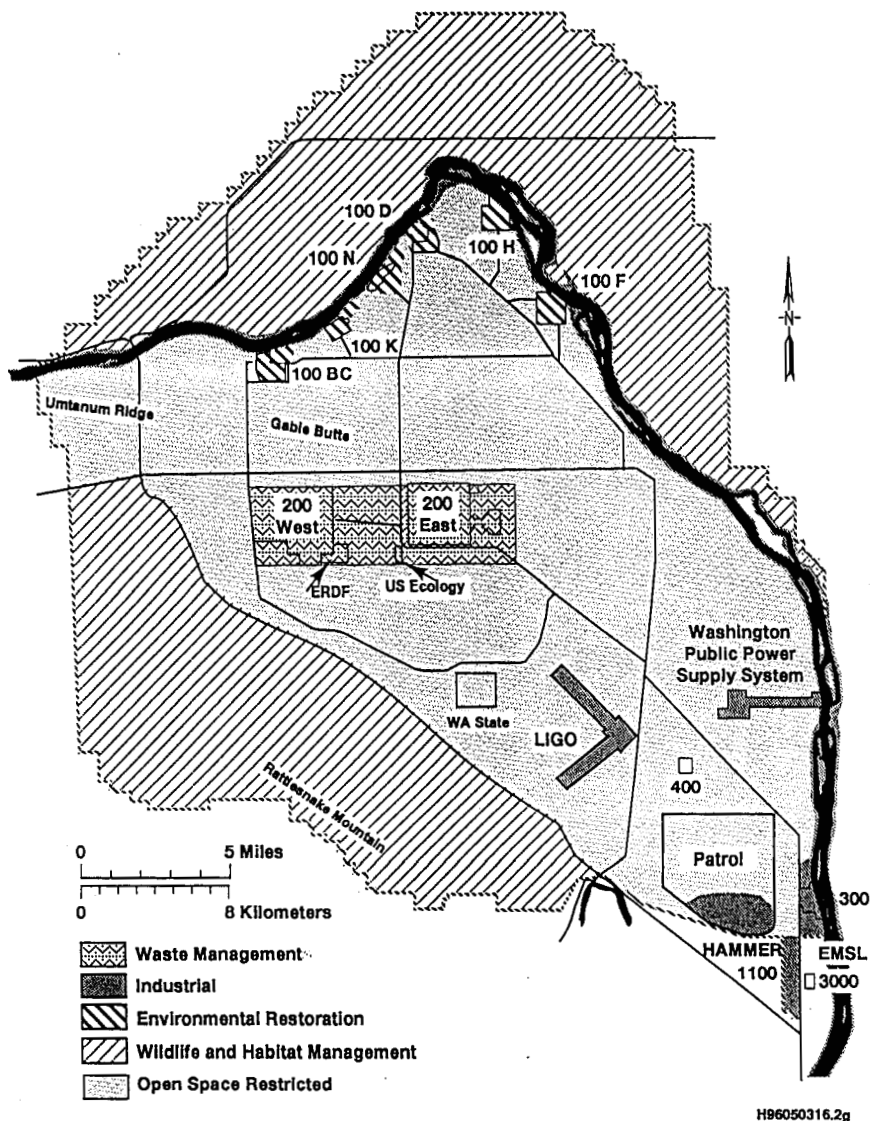 100 D
100 N
100 H
100 F
N
100 K
100 BC
Umtanum Ridge
Gable Butte
200
West
200
East
ERDF
US Ecology
Washington
Public Power
Supply System
WA State
LIGO
400
Rattlesnake Mountain
Patrol
0 5 Miles
0 8 Kilometers
300
HAMMER
EMSL
1100
3000
Waste Management
Industrial
Environmental Restoration
Wildlife and Habitat Management
Open Space Restricted
H96050316.2g